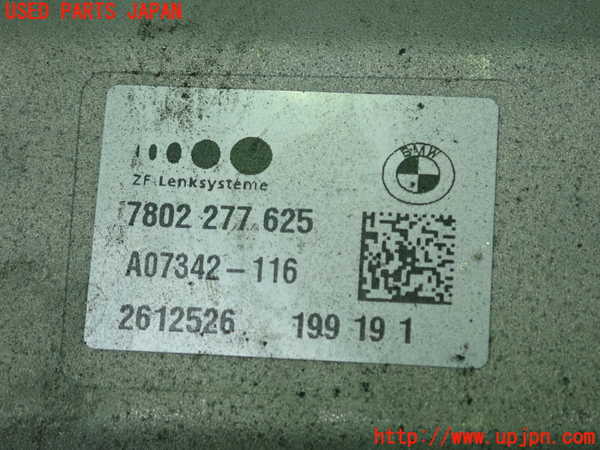 USED PARTS JAPAN
ZF-Lenksysteme
BMW
7802 277 625
A07342-116
2612526 199 19 1
http://www.upjpn.com